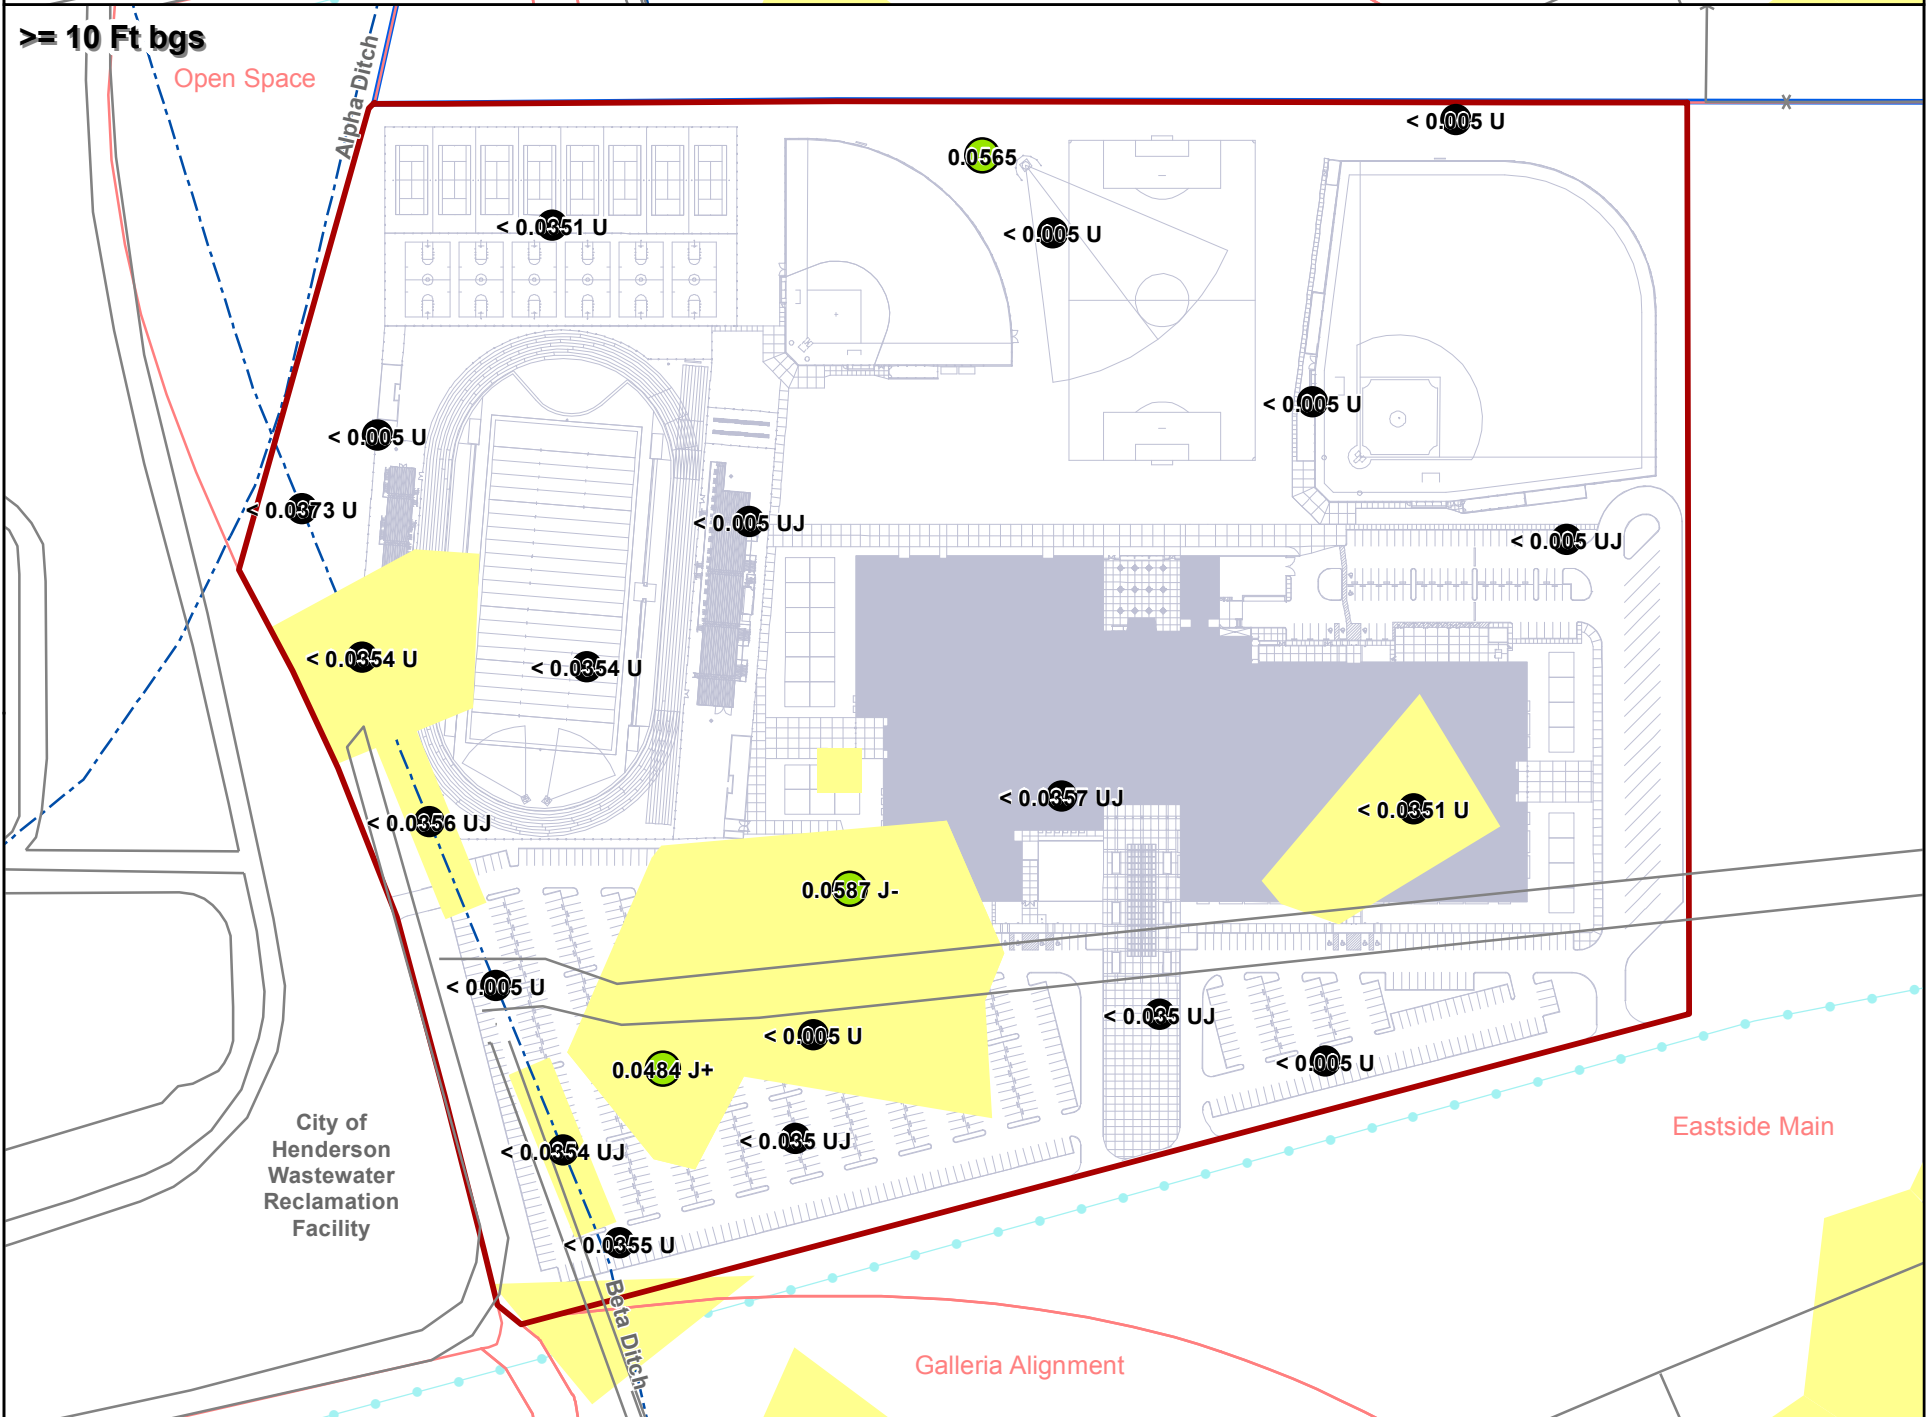 >= 10 Ft bgs
Open Space
Alpha Ditch
< 0.005 U
0.0565
< 0.0351 U
< 0.005 U
< 0.005 U
< 0.005 U
< 0.0373 U
< 0.005 UJ
< 0.005 UJ
< 0.0354 U
< 0.0354 U
< 0.0357 UJ
< 0.0351 U
< 0.0356 UJ
0.0587 J-
< 0.005 U
< 0.035 UJ
< 0.005 U
0.0484 J+
< 0.005 U
City of
Henderson
Wastewater
Reclamation
Facility
Eastside Main
< 0.035 UJ
< 0.0354 UJ
< 0.0355 U
Beta Ditch
Galleria Alignment